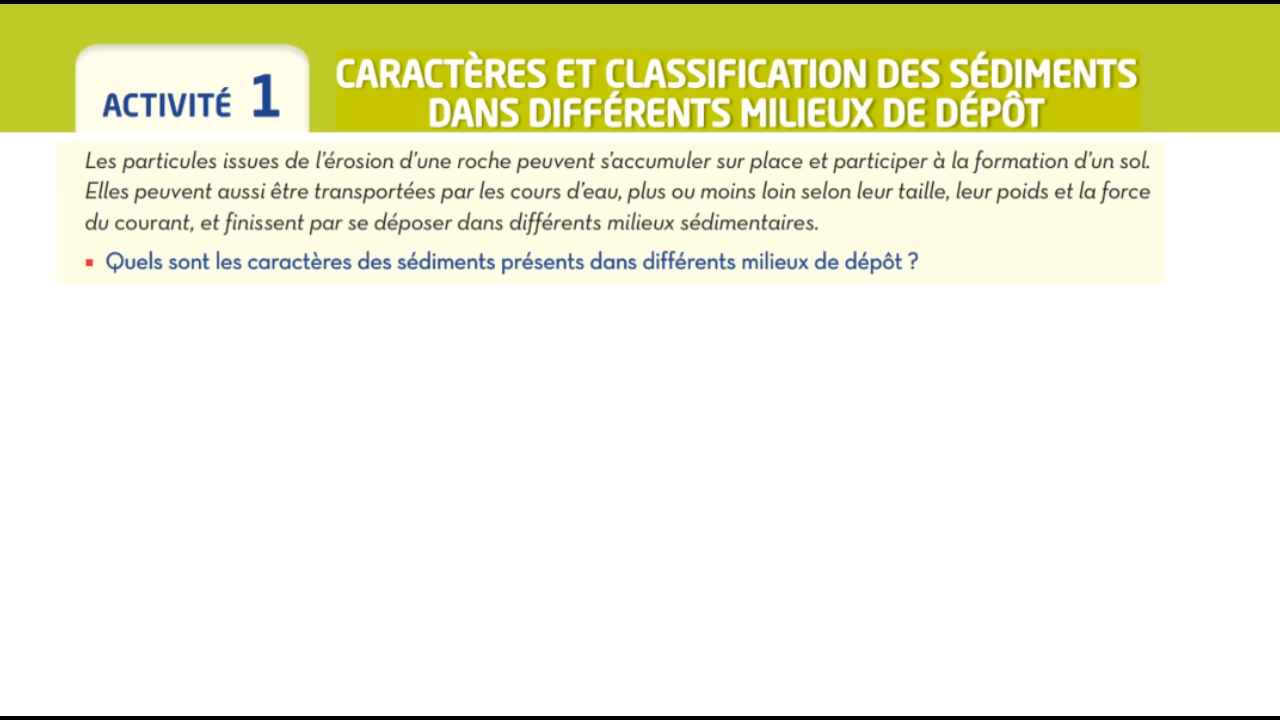 ACTIVITÉ 1
CARACTÈRES ET CLASSIFICATION DES SÉDIMENTS
DANS DIFFÉRENTS MILIEUX DE DÉPÔT
Les particules issues de l'érosion d'une roche peuvent s'accumuler sur place et participer à la formation d'un sol.
Elles peuvent aussi être transportées par les cours d'eau, plus ou moins loin selon leur taille, leur poids et la force
du courant, et finissent par se déposer dans différents milieux sédimentaires.
▪ Quels sont les caractères des sédiments présents dans différents milieux de dépôt ?